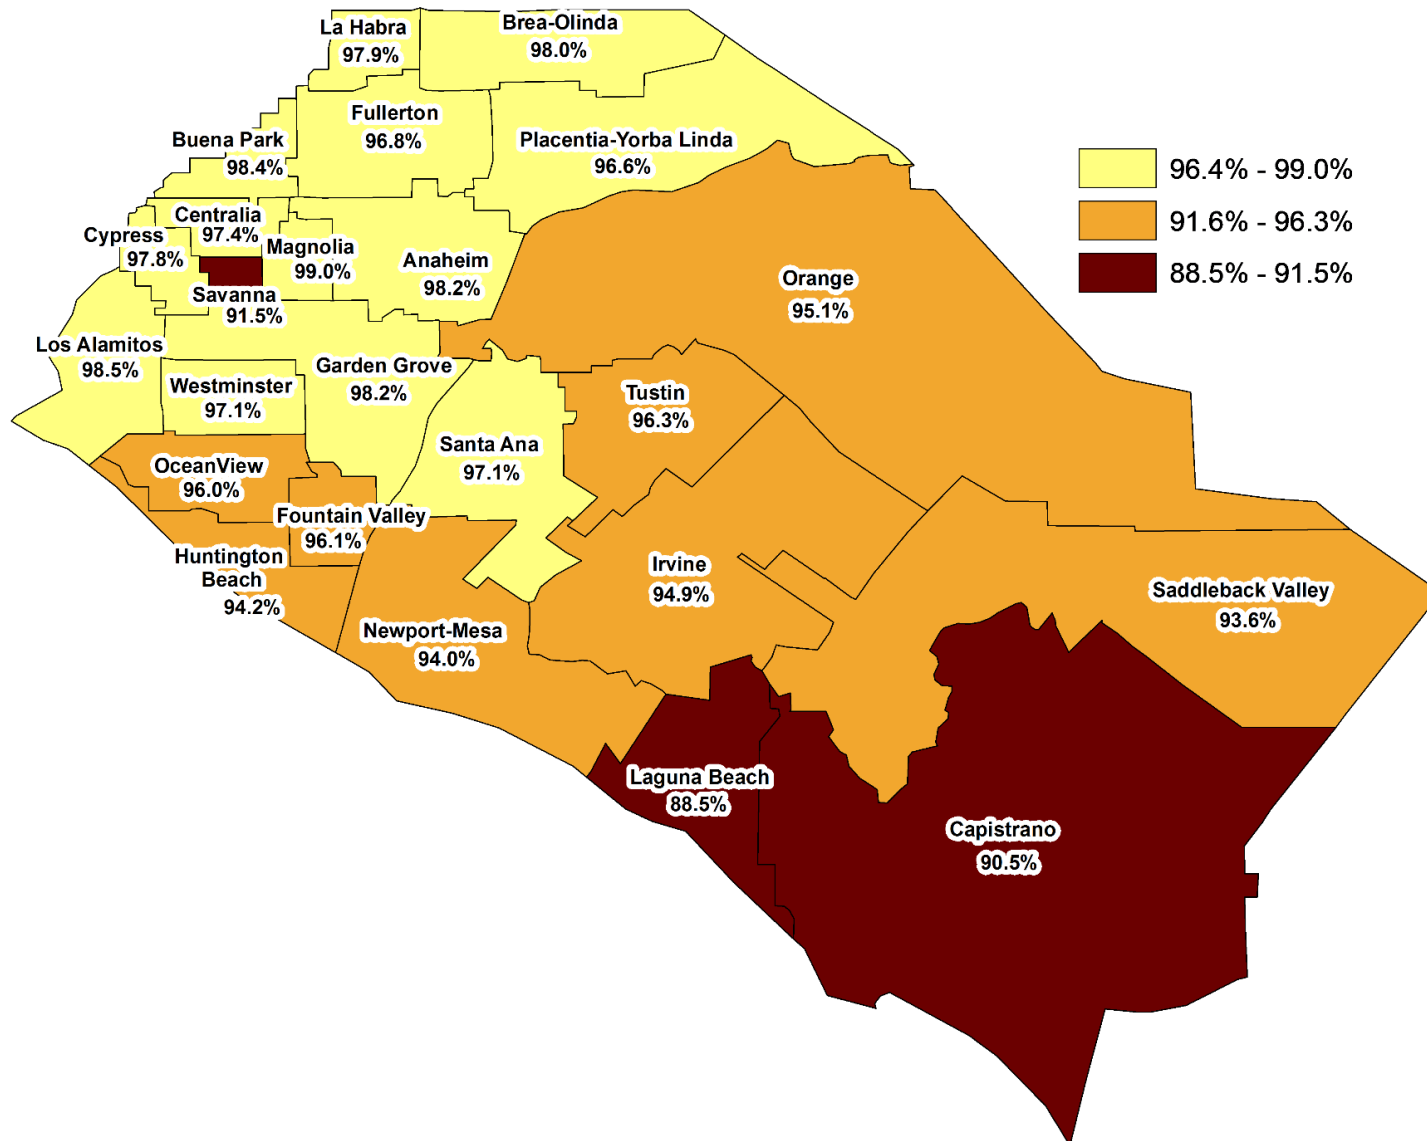 La Habra
97.9%
Brea-Olinda
98.0%
Fullerton
96.8%
Buena Park
98.4%
Placentia-Yorba Linda
96.6%
96.4% - 99.0%
91.6% - 96.3%
88.5% - 91.5%
Centralia
97.4%
Cypress
97.8%
Magnolia
99.0%
Anaheim
98.2%
Savanna
91.5%
Orange
95.1%
Los Alamitos
98.5%
Garden Grove
98.2%
Westminster
97.1%
Tustin
96.3%
Santa Ana
97.1%
OceanView
96.0%
Fountain Valley
96.1%
Huntington
Beach
94.2%
Irvine
94.9%
Saddleback Valley
93.6%
Newport-Mesa
94.0%
Laguna Beach
88.5%
Capistrano
90.5%